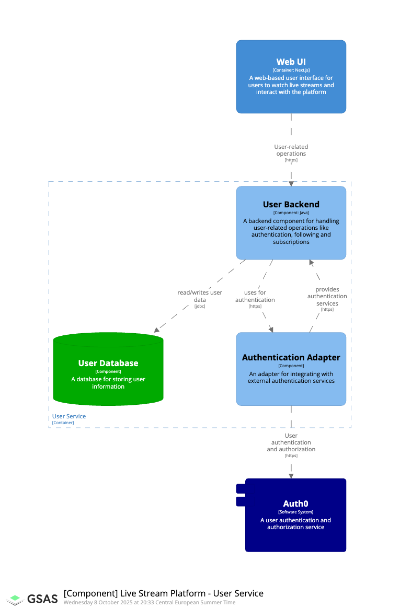 Web UI
[Container: Next.js]
A web-based user interface for
users to watch live streams and
interact with the platform
User-related
operations
[https]
User Backend
[Component: Java]
A backend component for handling
user-related operations like
authentication, following and
subscriptions
read/writes user
data
[jdbc]
uses for
authentication
[https]
provides
authentication
services
[https]
User Database
[Component]
A database for storing user
information
Authentication Adapter
[Component]
An adapter for integrating with
external authentication services
User Service
[Container]
User
authentication
and authorization
[https]
Auth0
[Software System]
A user authentication and
authorization service
GSAS
[Component] Live Stream Platform - User Service
Wednesday 8 October 2025 at 20:33 Central European Summer Time